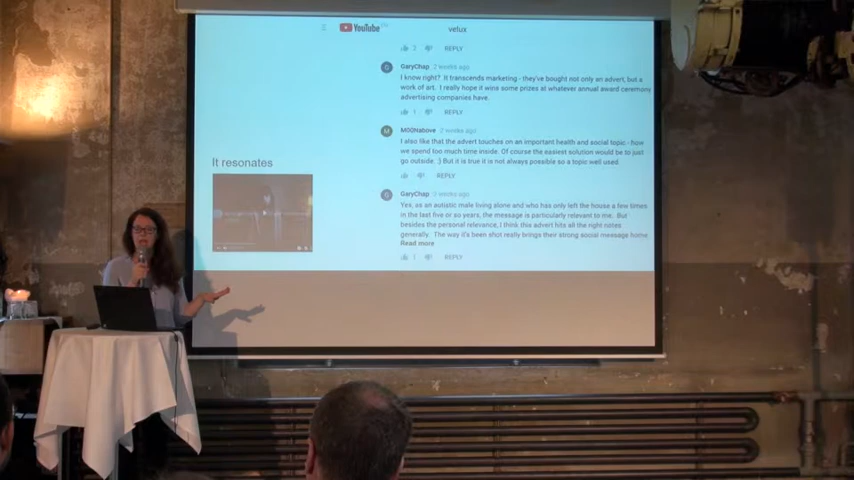 YouTube
velux
7 REPLY
G GaryChap 2 weeks ago
I know right? It transcends marketing - they've bought not only an advert, but a
work of art. I really hope it wins some prizes at whatever annual award ceremony
advertising companies have.
1 REPLY
M M00Nabove 2 weeks ago
I also like that the advert touches on an important health and social topic - how
we spend too much time inside. Of course the easiest solution would be to just
go outside. :) But it is true it is not always possible so a topic well used.
REPLY
It resonates
G GaryChap 2 weeks ago
Yes, as an autistic male living alone and who has only left the house a few times
in the last five or so years, the message is particularly relevant to me. But
besides the personal relevance, I think this advert hits all the right notes
generally. The way it's been shot really brings their strong social message home.
Read more
1 REPLY